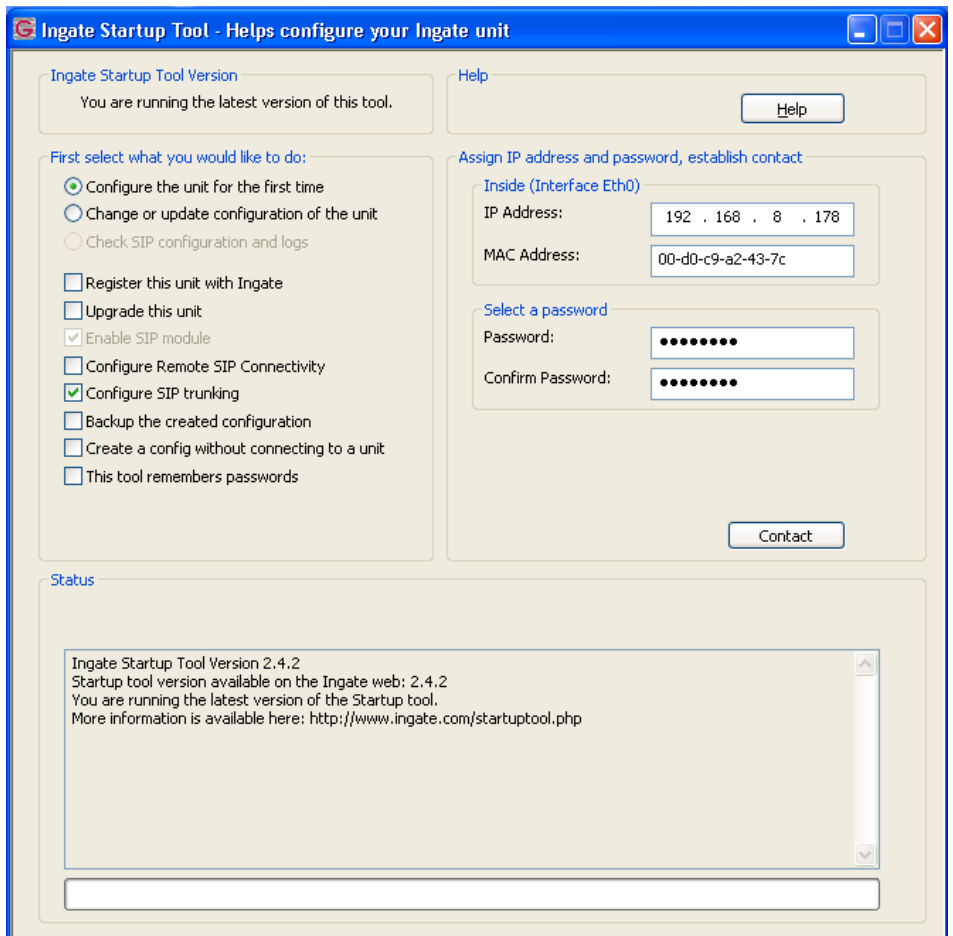 Ingate Startup Tool - Helps configure your Ingate unit
Ingate Startup Tool Version
You are running the latest version of this tool.
Help
Help
First select what you would like to do:
Configure the unit for the first time
Change or update configuration of the unit
Check SIP configuration and logs
Register this unit with Ingate
Upgrade this unit
Enable SIP module
Configure Remote SIP Connectivity
Configure SIP trunking
Backup the created configuration
Create a config without connecting to a unit
This tool remembers passwords
Assign IP address and password, establish contact
Inside (Interface Eth0)
IP Address: 192 . 168 . 8 . 178
MAC Address: 00-d0-c9-a2-43-7c
Select a password
Password: ●●●●●●●●
Confirm Password: ●●●●●●●●
Contact
Status
Ingate Startup Tool Version 2.4.2
Startup tool version available on the Ingate web: 2.4.2
You are running the latest version of the Startup tool.
More information is available here: http://www.ingate.com/startuptool.php